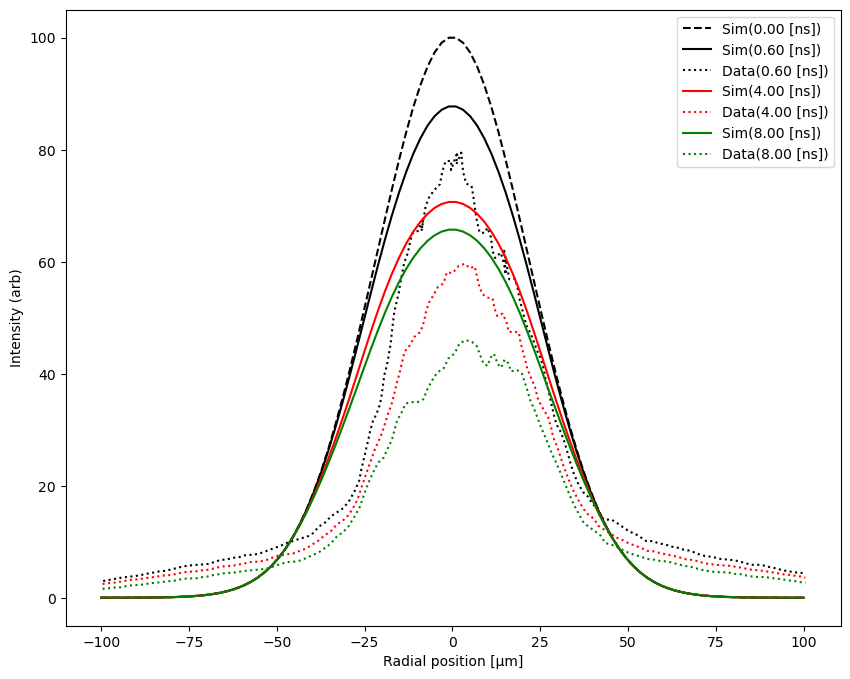 100
80
60
40
20
0
Intensity (arb)
−100
−75
−50
−25
0
25
50
75
100
Radial position [μm]
Sim(0.00 [ns])
Sim(0.60 [ns])
Data(0.60 [ns])
Sim(4.00 [ns])
Data(4.00 [ns])
Sim(8.00 [ns])
Data(8.00 [ns])